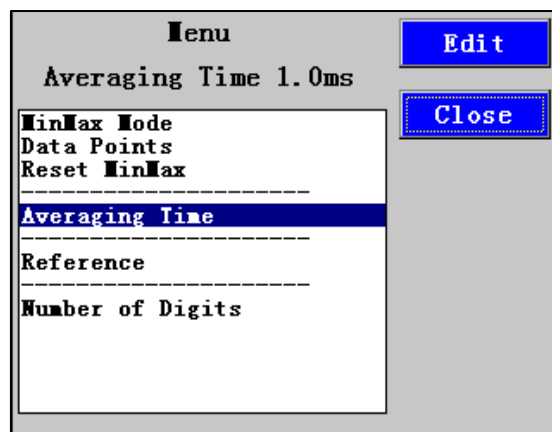 Menu
Edit
Averaging Time 1.0ms
Close
MinMax Mode
Data Points
Reset MinMax
---------------------
Averaging Time
---------------------
Reference
---------------------
Number of Digits